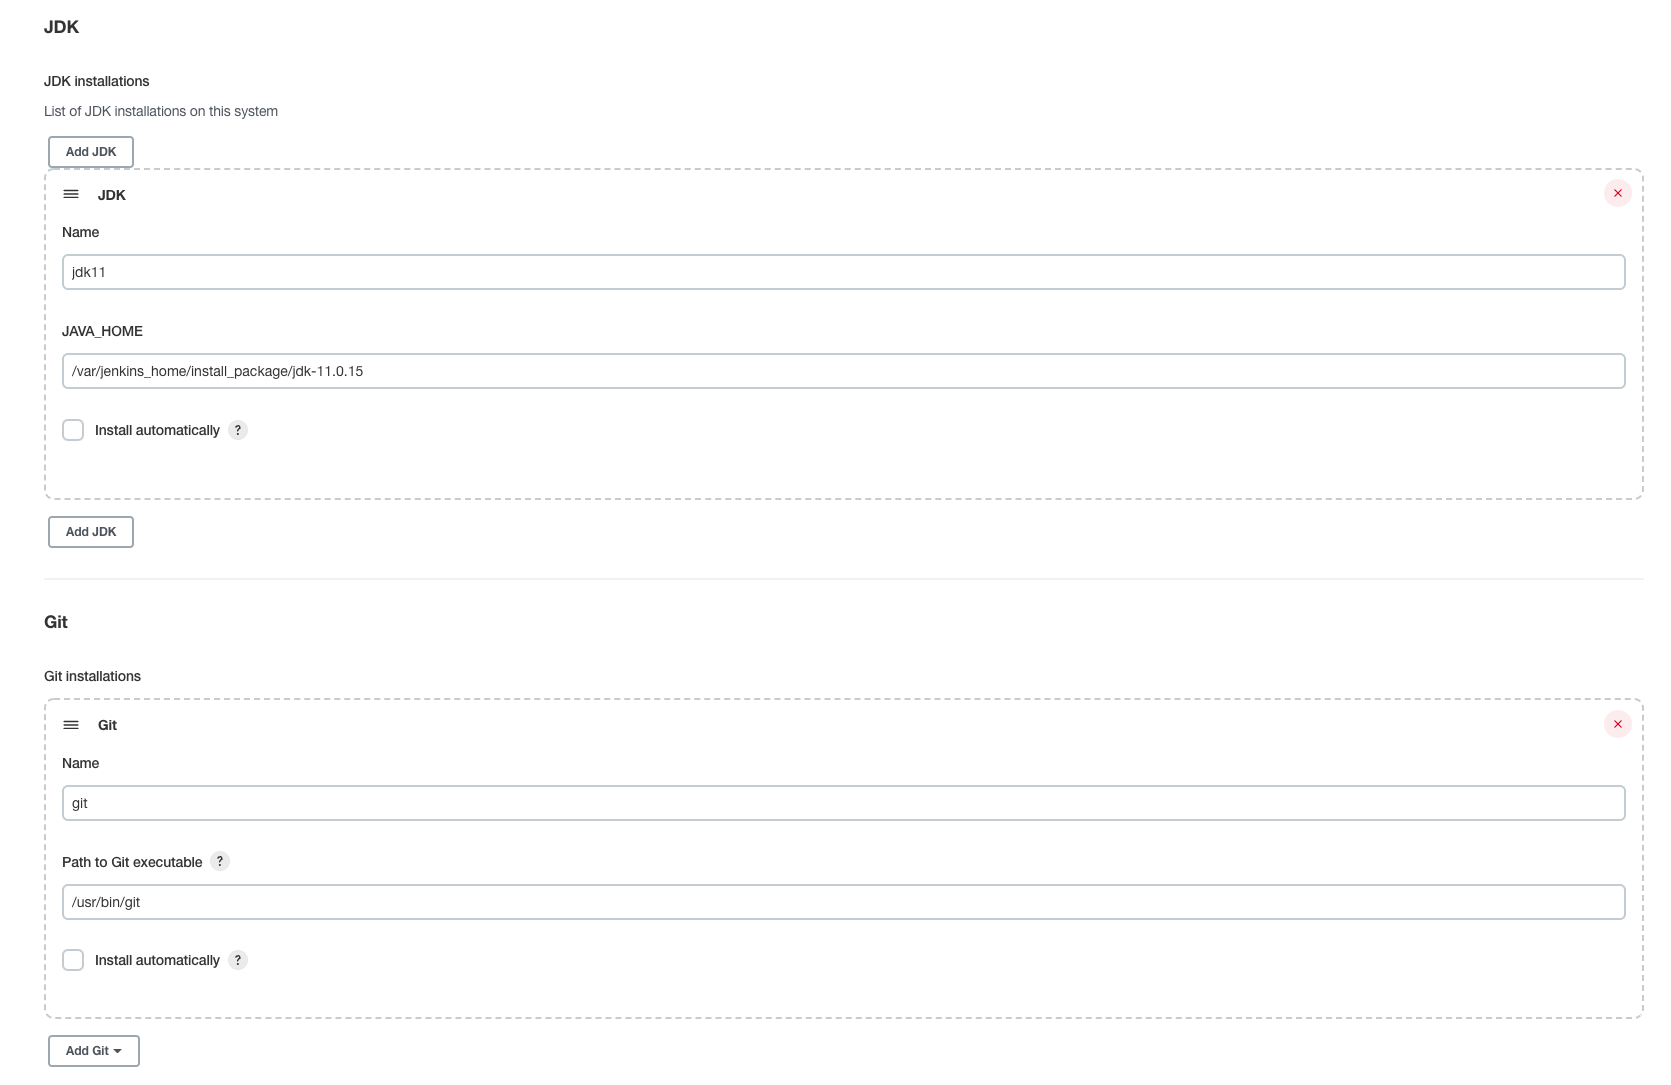 JDK
JDK installations
List of JDK installations on this system
Add JDK
JDK
Name
jdk11
JAVA_HOME
/var/jenkins_home/install_package/jdk-11.0.15
Install automatically ?
Add JDK
Git
Git installations
Git
Name
git
Path to Git executable ?
/usr/bin/git
Install automatically ?
Add Git